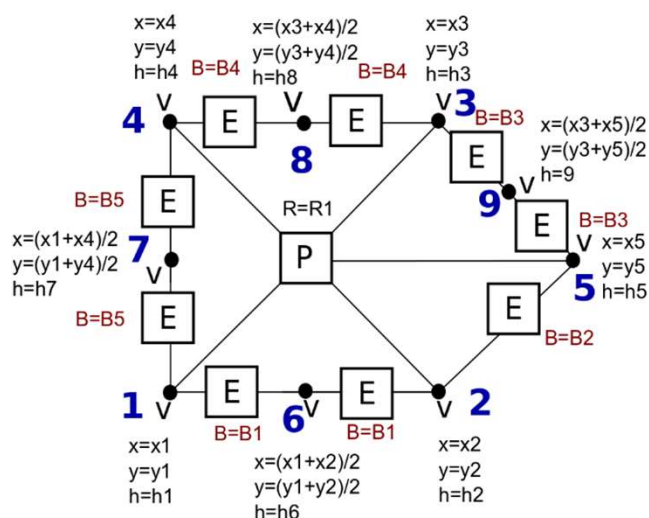 x=x4
y=y4
h=h4
x=(x3+x4)/2
y=(y3+y4)/2
h=h8
x=x3
y=y3
h=h3
B=B4
B=B4
V
V
V
4
E
E
3
8
B=B3
E
x=(x3+x5)/2
y=(y3+y5)/2
h=9
V
9
B=B5
E
R=R1
P
E
B=B3
V
x=x5
y=y5
h=h5
5
x=(x1+x4)/2
y=(y1+y4)/2
h=h7
7
V
B=B5
E
E
B=B2
1
V
E
E
6
V
2
V
B=B1
B=B1
x=x1
y=y1
h=h1
x=(x1+x2)/2
y=(y1+y2)/2
h=h6
x=x2
y=y2
h=h2